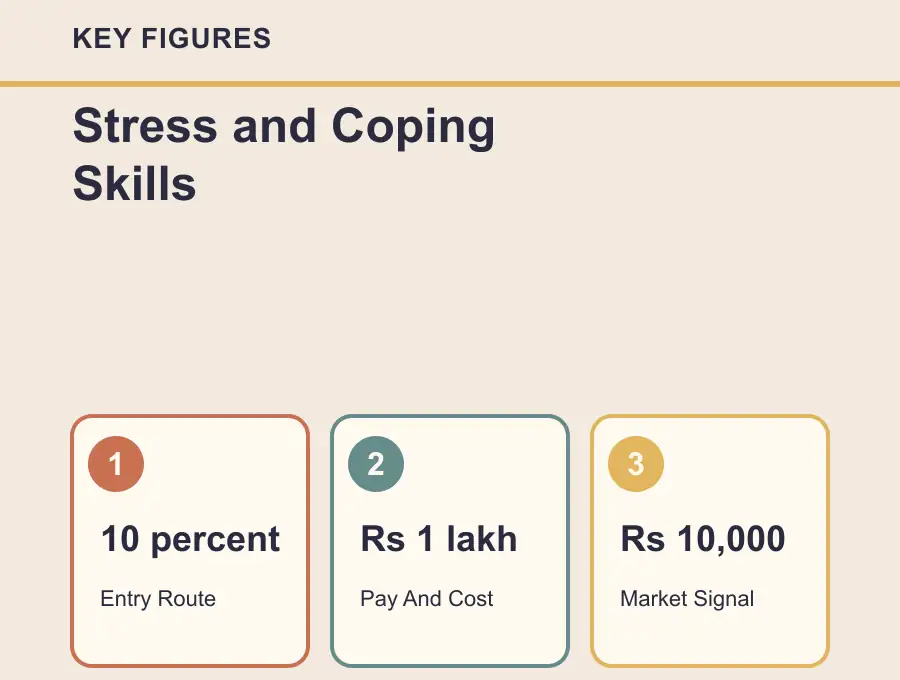 KEY FIGURES
Stress and Coping
Skills
1
10 percent
Entry Route
2
Rs 1 lakh
Pay And Cost
3
Rs 10,000
Market Signal